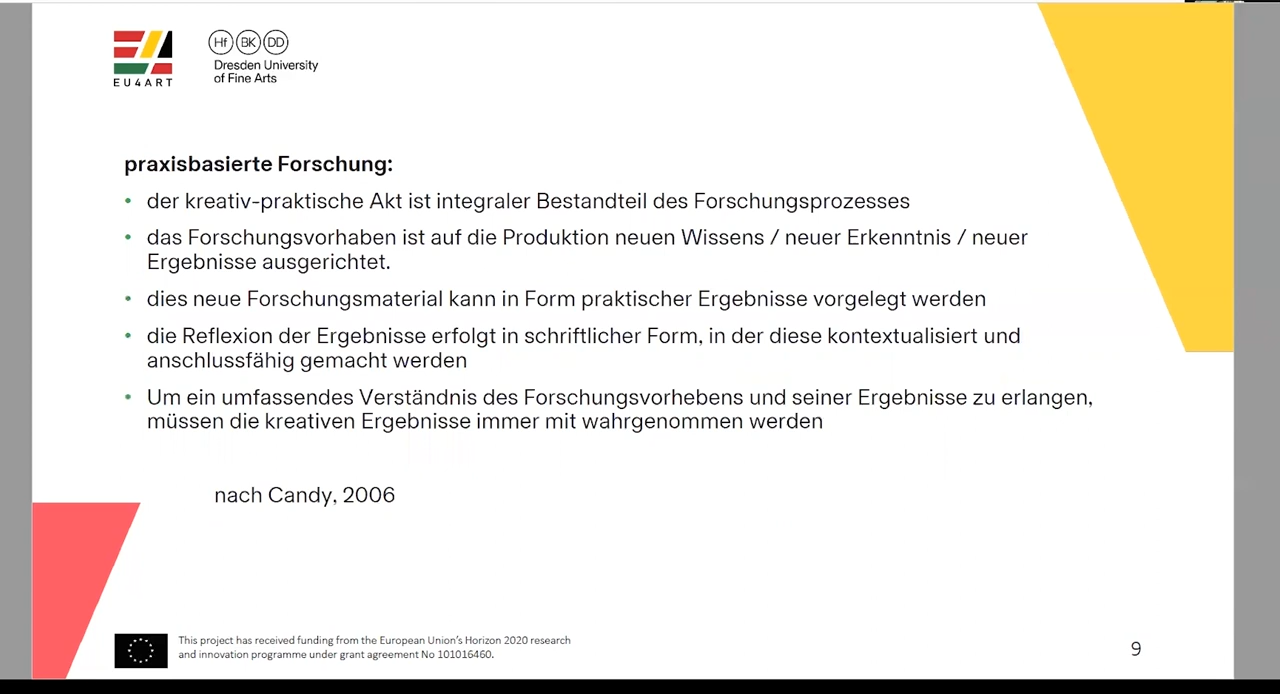 EU4ART
Hf BK DD
Dresden University
of Fine Arts
praxisbasierte Forschung:
• der kreativ-praktische Akt ist integraler Bestandteil des Forschungsprozesses
• das Forschungsvorhaben ist auf die Produktion neuen Wissens / neuer Erkenntnis / neuer
Ergebnisse ausgerichtet.
• dies neue Forschungsmaterial kann in Form praktischer Ergebnisse vorgelegt werden
• die Reflexion der Ergebnisse erfolgt in schriftlicher Form, in der diese kontextualisiert und
anschlussfähig gemacht werden
• Um ein umfassendes Verständnis des Forschungsvorhebens und seiner Ergebnisse zu erlangen,
müssen die kreativen Ergebnisse immer mit wahrgenommen werden
nach Candy, 2006
This project has received funding from the European Union's Horizon 2020 research
and innovation programme under grant agreement No 101016460.
9